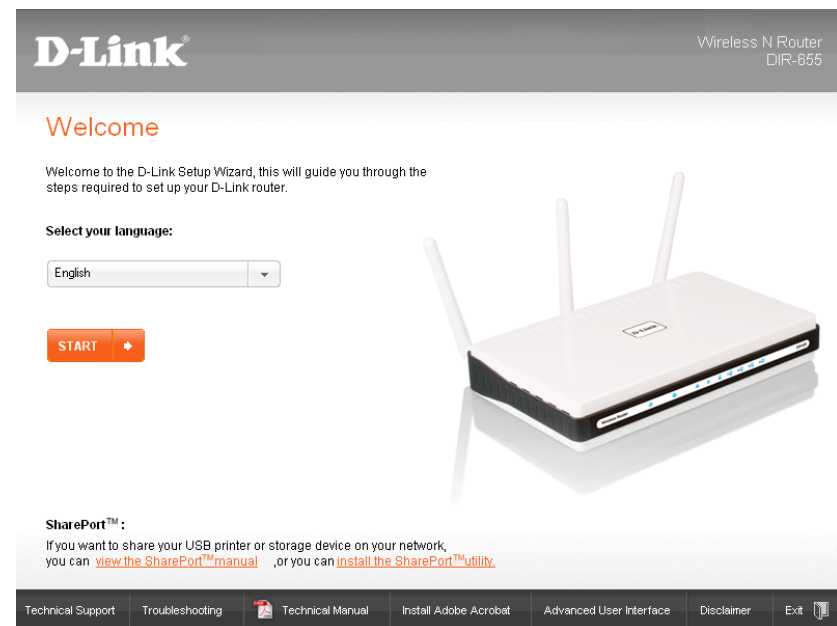 D-Link®
Wireless N Router
DIR-655
Welcome
Welcome to the D-Link Setup Wizard, this will guide you through the
steps required to set up your D-Link router.
Select your language:
English
START
D-Link
SharePort™ :
If you want to share your USB printer or storage device on your network,
you can view the SharePort™manual ,or you can install the SharePort™utility.
Technical Support Troubleshooting Technical Manual Install Adobe Acrobat Advanced User Interface Disclaimer Exit